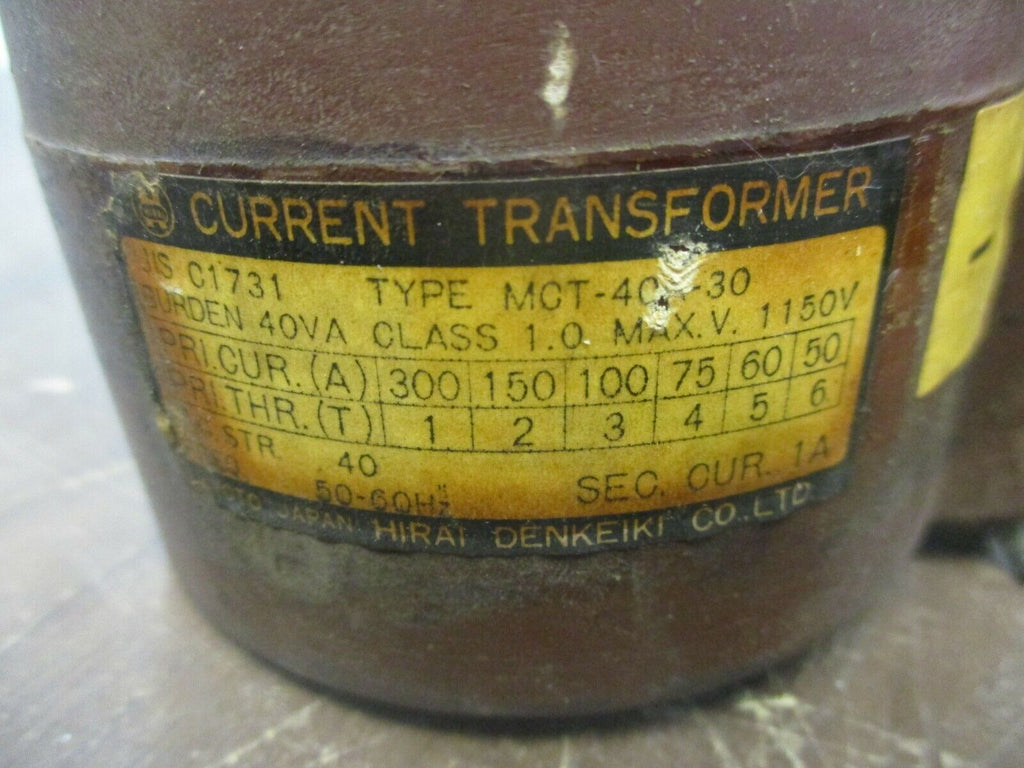 CURRENT TRANSFORMER
JIS C1731 TYPE MCT-40 -30
BURDEN 40VA CLASS 1.0 MAX.V. 1150V
PRI.CUR.(A) 300 150 100 75 60 50
PRI.THR.(T) 1 2 3 4 5 6
STR 40
50-60Hz SEC. CUR. 1A
JAPAN HIRAI DENKEIKI CO.,LTD